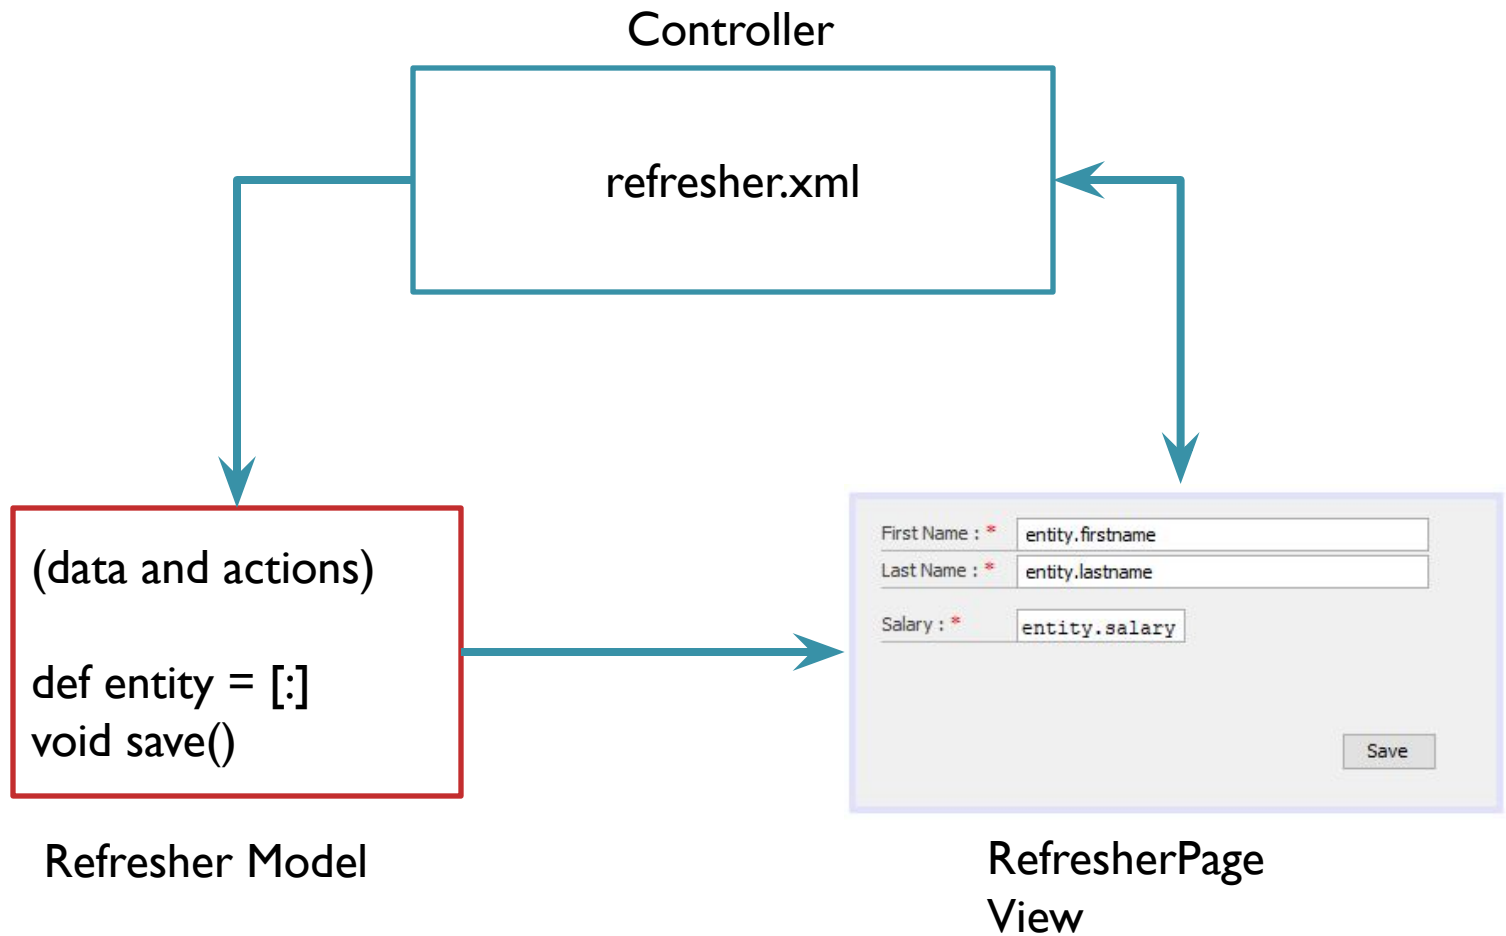 Controller
refresher.xml
(data and actions)
def entity = [:]
void save()
Refresher Model
First Name : * entity.firstname
Last Name : * entity.lastname
Salary : * entity.salary
Save
RefresherPage
View